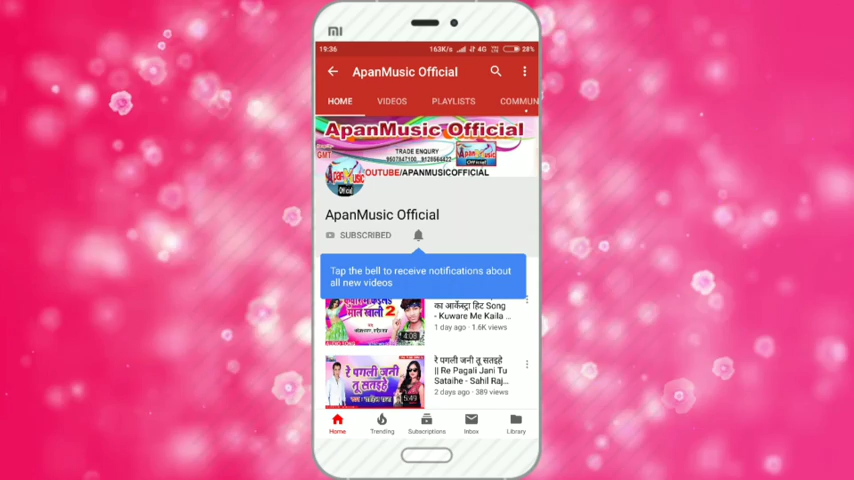 mi
19:36 163K/s 4G 28%
ApanMusic Official
HOME VIDEOS PLAYLISTS COMMUN
ApanMusic Official
GMT
TRADE ENQURY
OUTUBE/APANMUSICOFFICIAL
ApanMusic Official
SUBSCRIBED
Tap the bell to receive notifications about
all new videos
माल खालो 2
4:08
का आर्केस्ट्रा हिट Song
- Kuware Me Kaila ...
1 day ago · 1.6K views
रे पगली जनी
तू सतइहे
5:49
रे पगली जनी तू सतइहे
|| Re Pagali Jani Tu
Sataihe - Sahil Raj...
2 days ago · 389 views
Home Trending Subscriptions Inbox Library